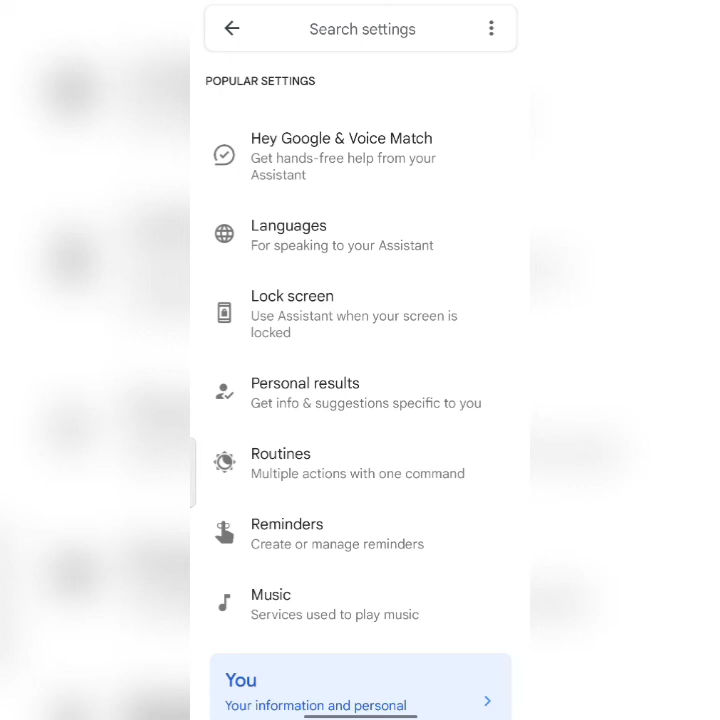 Search settings
POPULAR SETTINGS
Hey Google & Voice Match
Get hands-free help from your
Assistant
Languages
For speaking to your Assistant
Lock screen
Use Assistant when your screen is
locked
Personal results
Get info & suggestions specific to you
Routines
Multiple actions with one command
Reminders
Create or manage reminders
Music
Services used to play music
You
Your information and personal